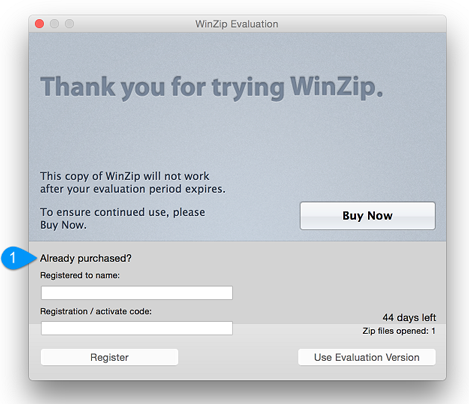 WinZip Evaluation
Thank you for trying WinZip.
This copy of WinZip will not work
after your evaluation period expires.
To ensure continued use, please
Buy Now.
Buy Now
1
Already purchased?
Registered to name:
Registration / activate code:
44 days left
Zip files opened: 1
Register
Use Evaluation Version